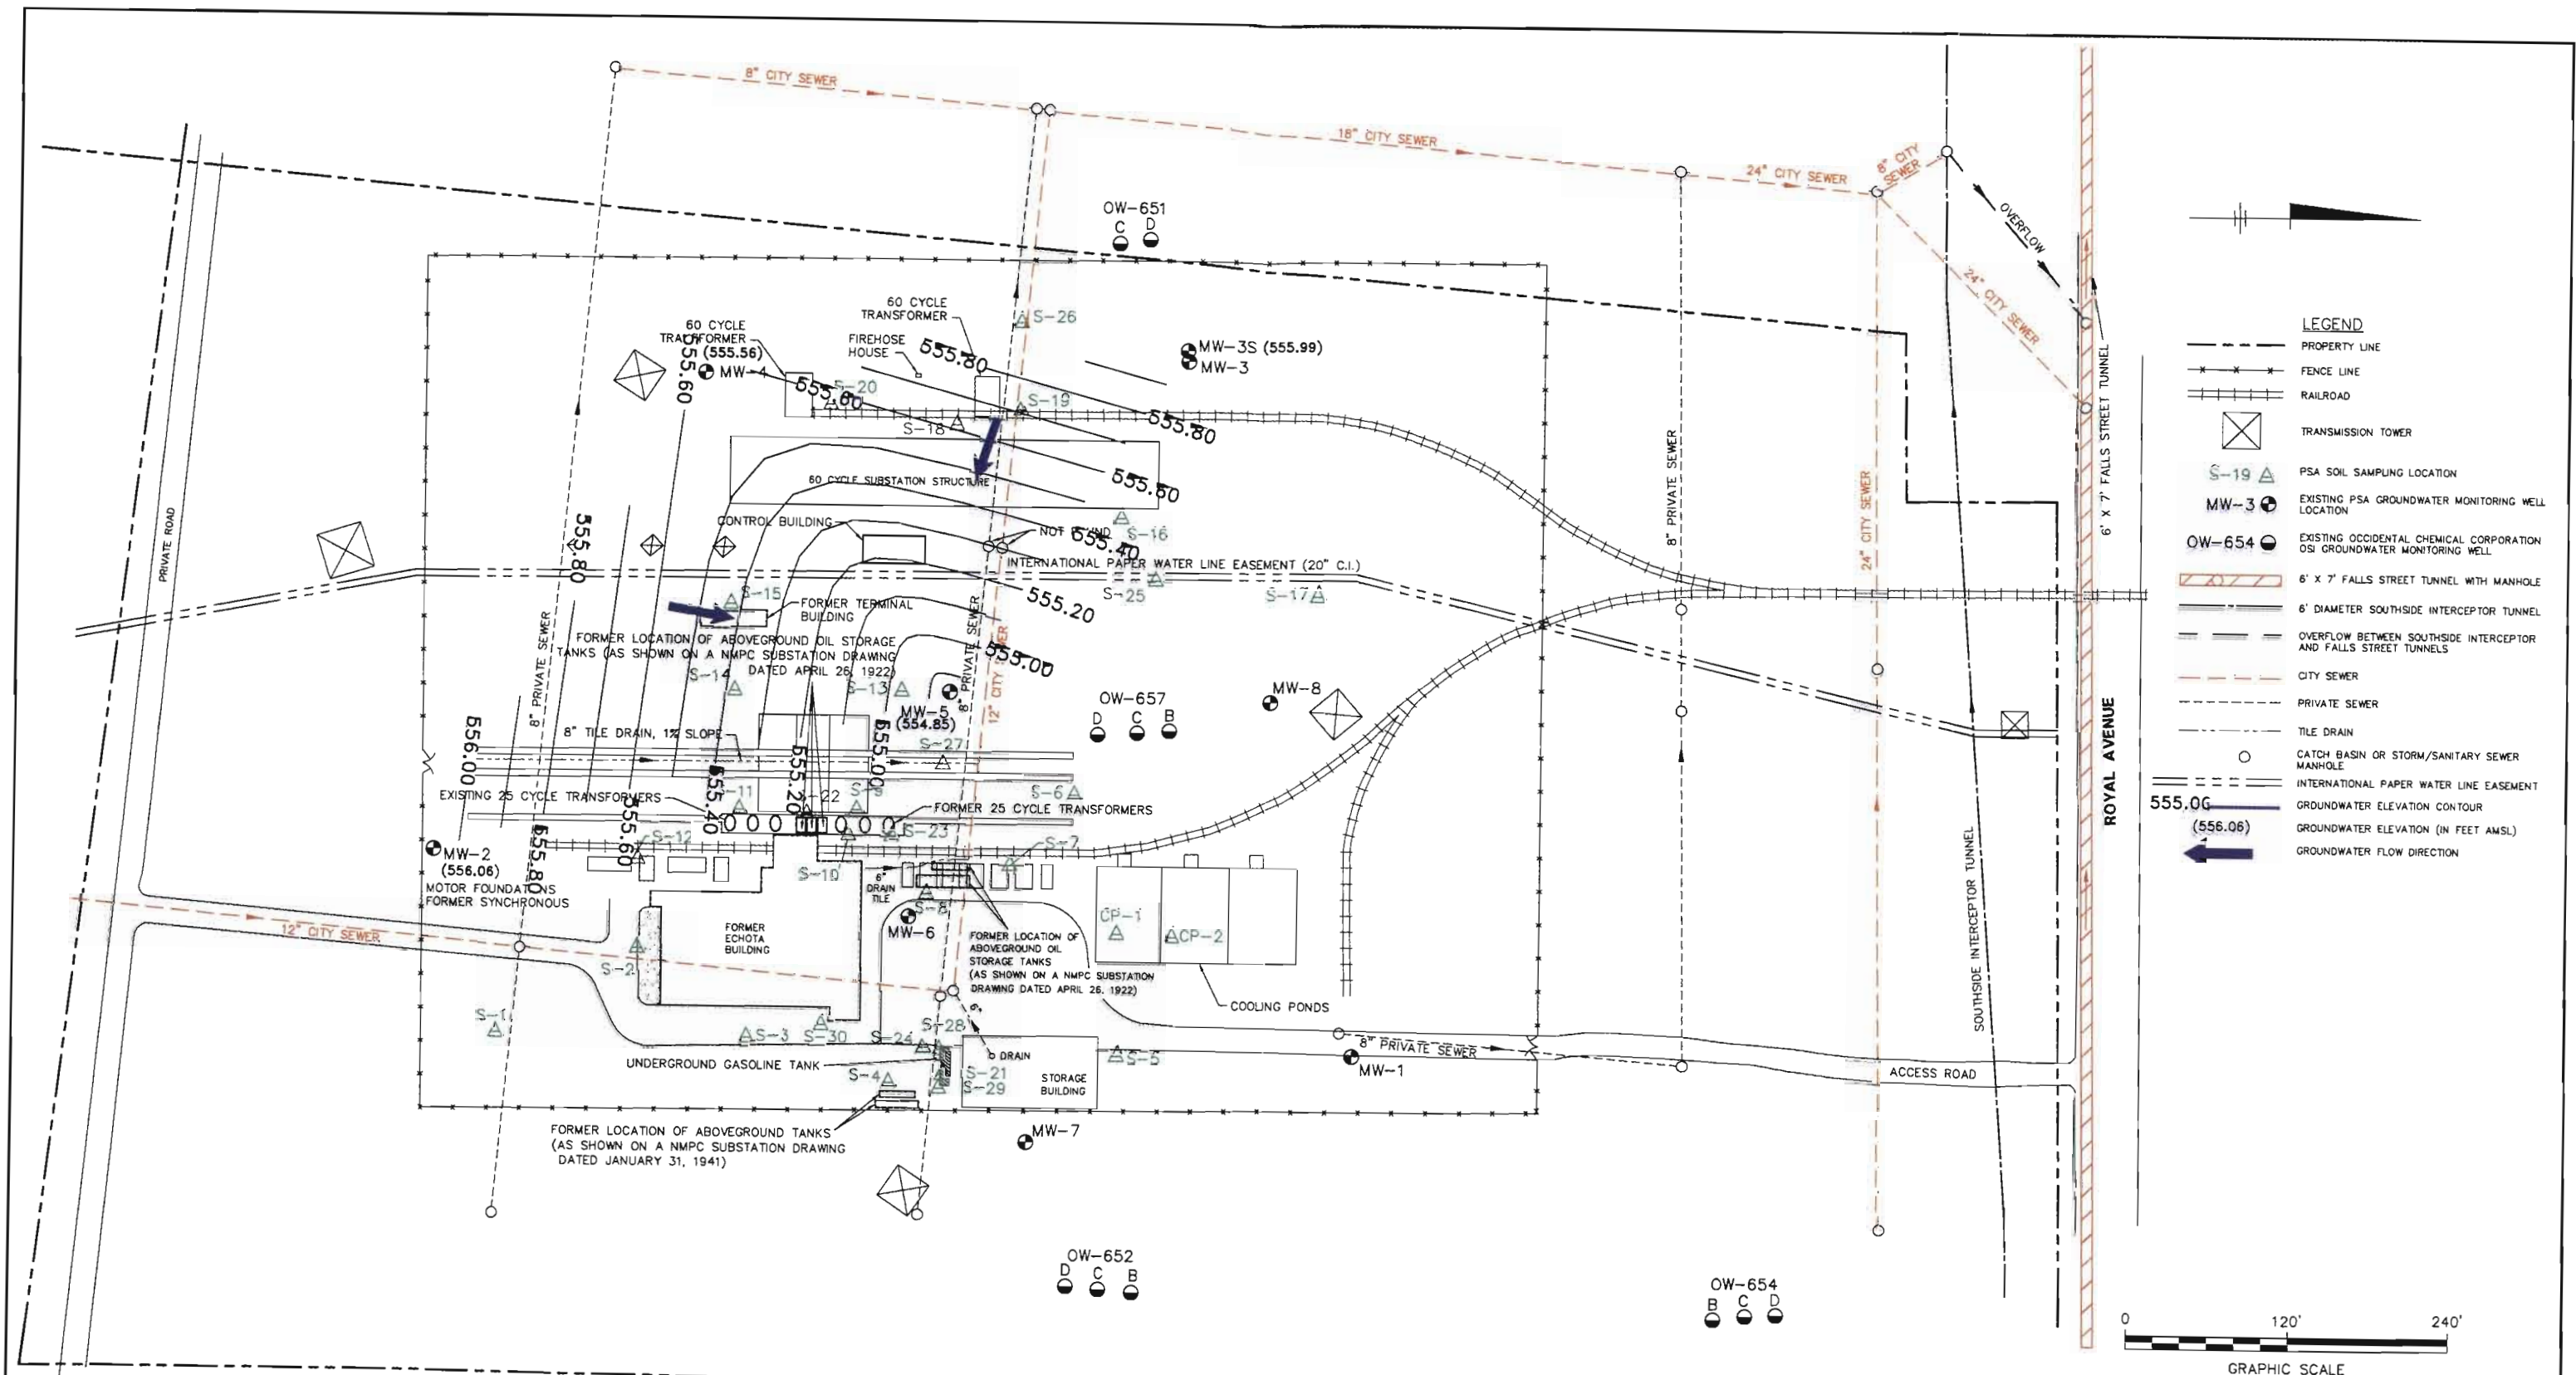 8" CITY SEWER
18" CITY SEWER
24" CITY SEWER
8" CITY
SEWER
OVERFLOW
24" CITY SEWER
6' X 7' FALLS STREET TUNNEL
OW-651
C D
60 CYCLE
TRANSFORMER
S-26
60 CYCLE
(555.56)
MW-4
FIREHOSE
HOUSE
555.80
MW-3S (555.99)
MW-3
555.60
S-20
S-19
S-18
555.80
555.60
60 CYCLE SUBSTATION STRUCTURE
CONTROL BUILDING
S-16
555.40
INTERNATIONAL PAPER WATER LINE EASEMENT (20" C.I.)
555.80
PRIVATE ROAD
8" PRIVATE SEWER
24" CITY SEWER
S-15
FORMER TERMINAL
BUILDING
S-25
S-17
555.20
FORMER LOCATION OF ABOVEGROUND OIL STORAGE
TANKS (AS SHOWN ON A NMPC SUBSTATION DRAWING
DATED APRIL 26, 1922)
8" PRIVATE SEWER
8" PRIVATE SEWER
12" CITY SEWER
555.00
S-14
S-13
MW-5
(554.85)
OW-657
D C B
MW-8
556.00
8" TILE DRAIN, 1% SLOPE
S-27
555.20
555.00
555.40
EXISTING 25 CYCLE TRANSFORMERS
S-6
FORMER 25 CYCLE TRANSFORMERS
555.60
555.80
S-12
S-23
S-7
MW-2
(556.06)
MOTOR FOUNDATIONS
FORMER SYNCHRONOUS
S-10
6"
DRAIN
TILE
S-8
MW-6
12" CITY SEWER
S-2
FORMER
ECHOTA
BUILDING
FORMER LOCATION OF
ABOVEGROUND OIL
STORAGE TANKS
(AS SHOWN ON A NMPC SUBSTATION
DRAWING DATED APRIL 26, 1922)
CP-1
CP-2
COOLING PONDS
S-1
S-3
S-30
S-24
S-28
6"
DRAIN
UNDERGROUND GASOLINE TANK
S-4
S-21
S-29
STORAGE
BUILDING
S-5
8" PRIVATE SEWER
MW-1
ACCESS ROAD
SOUTHSIDE INTERCEPTOR TUNNEL
ROYAL AVENUE
FORMER LOCATION OF ABOVEGROUND TANKS
(AS SHOWN ON A NMPC SUBSTATION DRAWING
DATED JANUARY 31, 1941)
MW-7
OW-652
D C B
OW-654
B C D
LEGEND
PROPERTY LINE
FENCE LINE
RAILROAD
TRANSMISSION TOWER
S-19 PSA SOIL SAMPLING LOCATION
MW-3 EXISTING PSA GROUNDWATER MONITORING WELL
LOCATION
OW-654 EXISTING OCCIDENTAL CHEMICAL CORPORATION
OSI GROUNDWATER MONITORING WELL
6' X 7' FALLS STREET TUNNEL WITH MANHOLE
6' DIAMETER SOUTHSIDE INTERCEPTOR TUNNEL
OVERFLOW BETWEEN SOUTHSIDE INTERCEPTOR
AND FALLS STREET TUNNELS
CITY SEWER
PRIVATE SEWER
TILE DRAIN
CATCH BASIN OR STORM/SANITARY SEWER
MANHOLE
INTERNATIONAL PAPER WATER LINE EASEMENT
GROUNDWATER ELEVATION CONTOUR
(556.06) GROUNDWATER ELEVATION (IN FEET AMSL)
GROUNDWATER FLOW DIRECTION
0 120' 240'
GRAPHIC SCALE